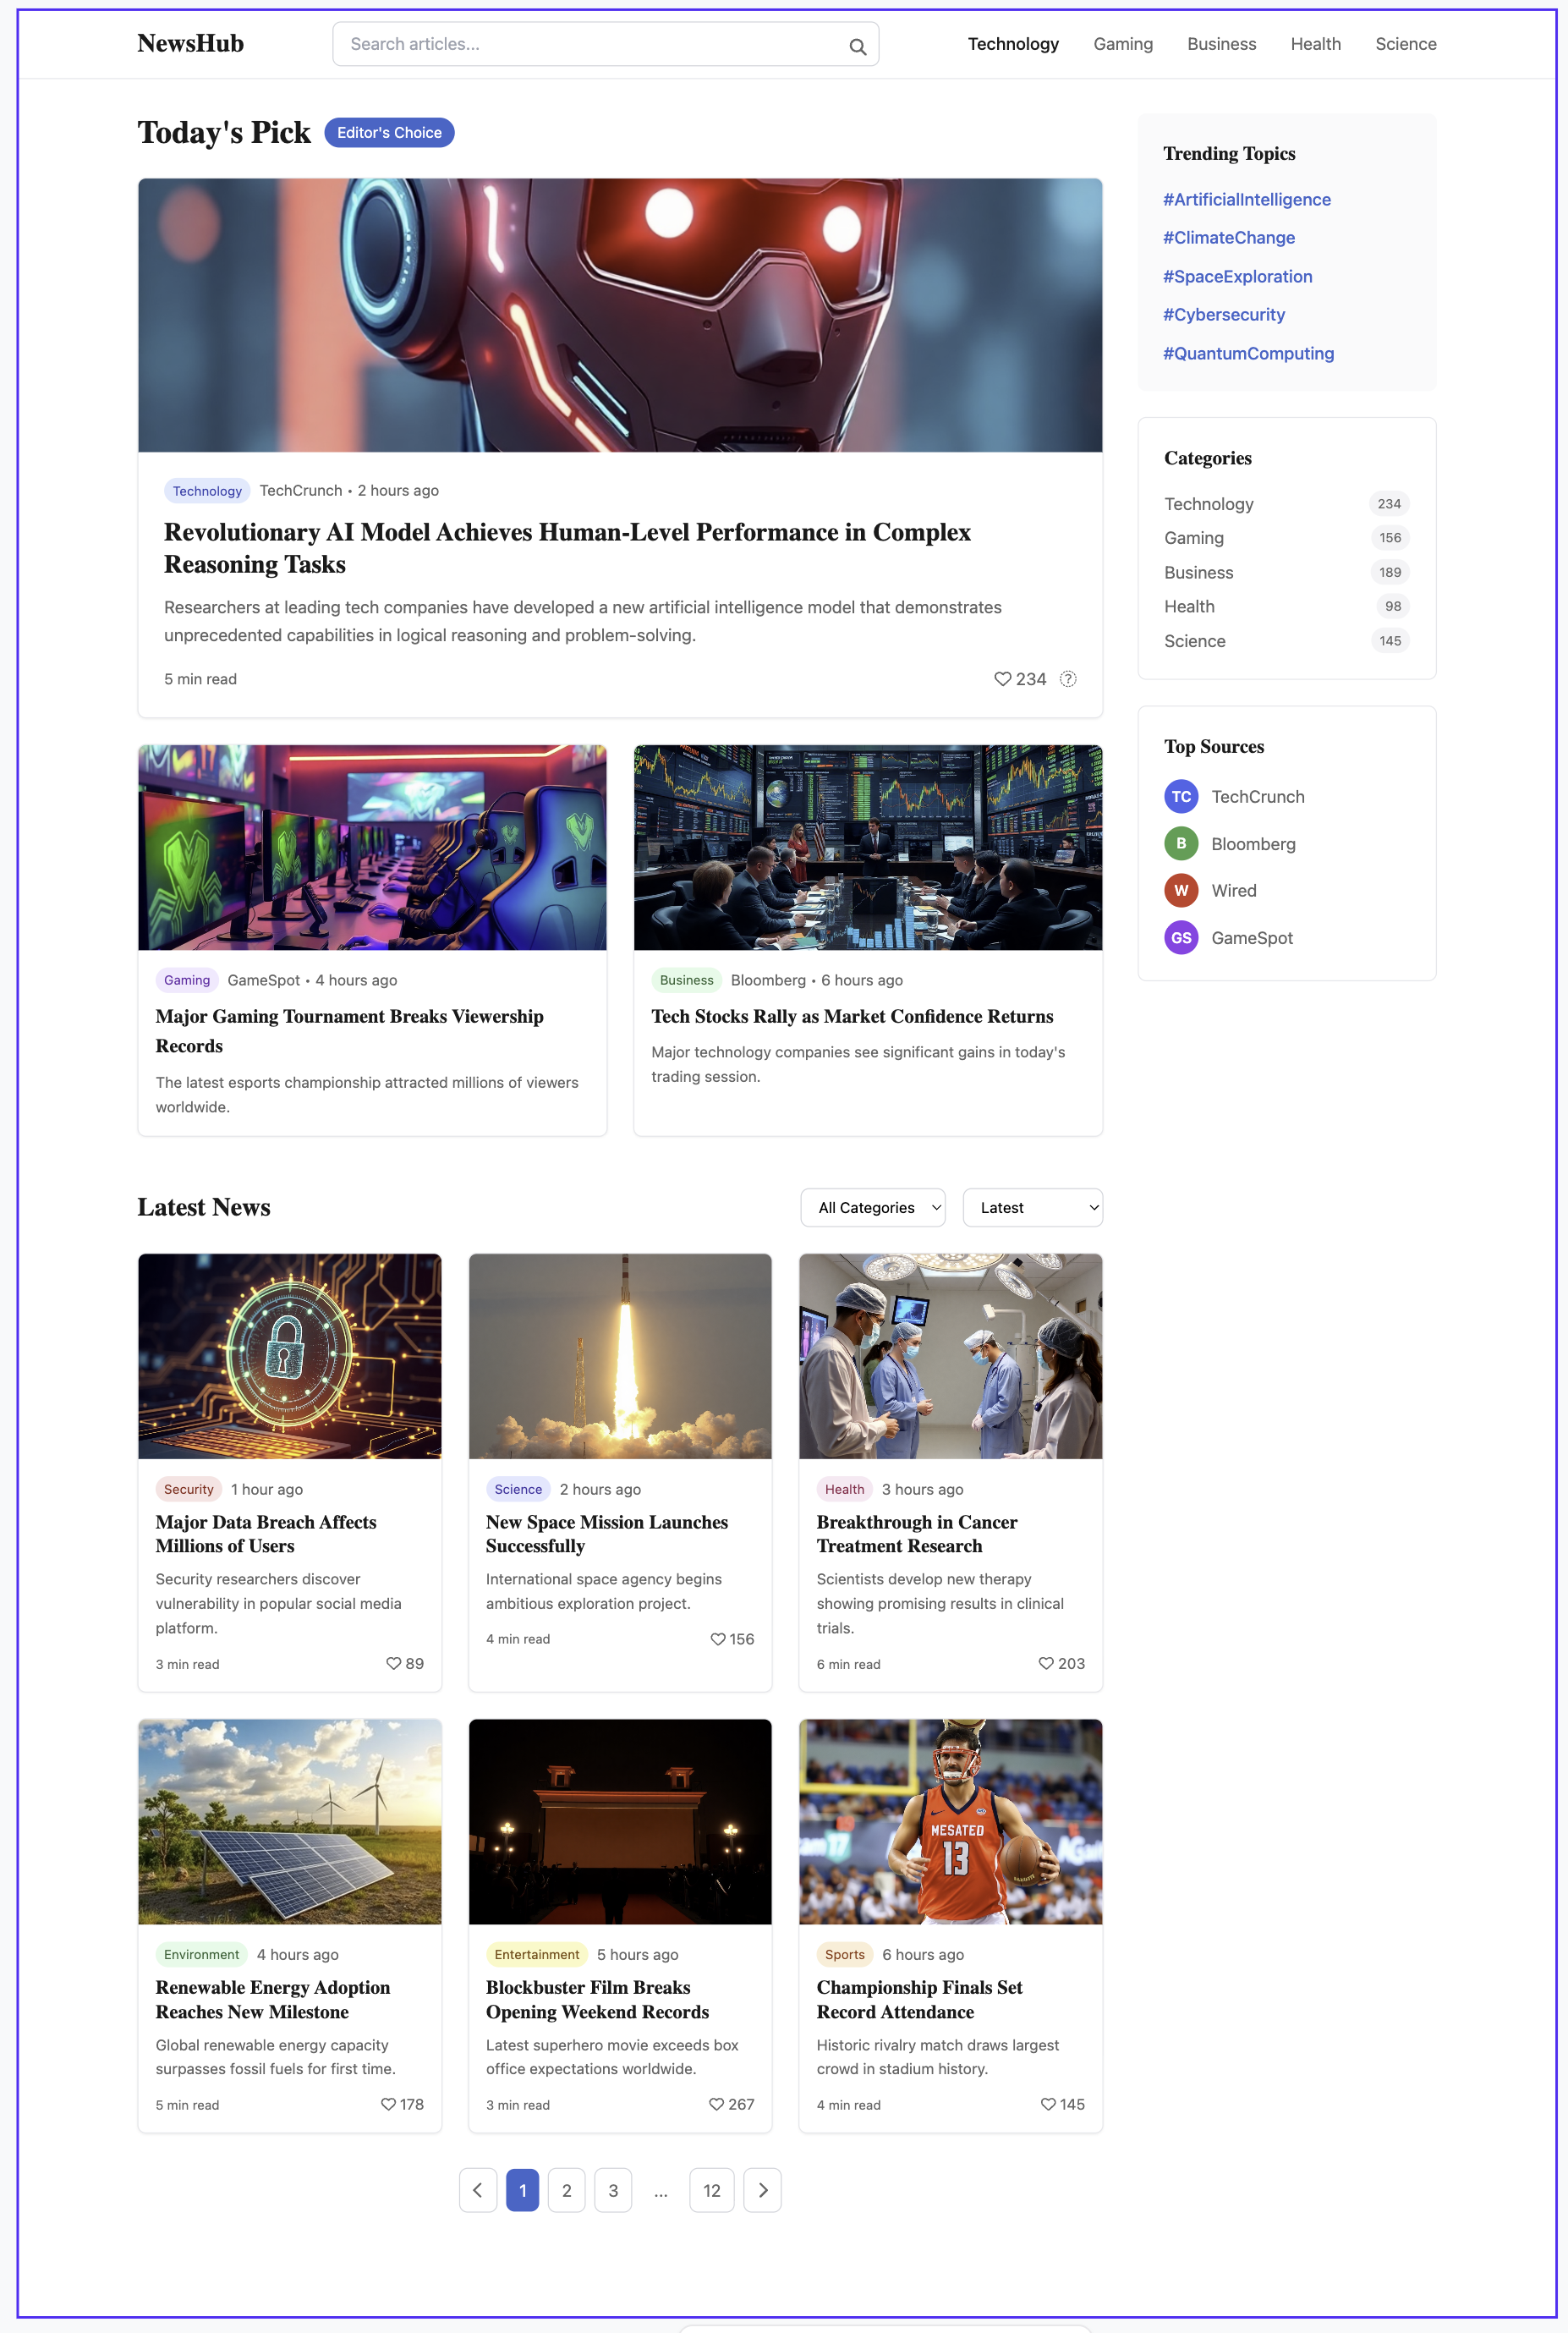 NewsHub
Search articles...
Technology
Gaming
Business
Health
Science
Today's Pick
Editor's Choice
Technology
TechCrunch • 2 hours ago
Revolutionary AI Model Achieves Human-Level Performance in Complex
Reasoning Tasks
Researchers at leading tech companies have developed a new artificial intelligence model that demonstrates
unprecedented capabilities in logical reasoning and problem-solving.
5 min read
234
?
Gaming
GameSpot • 4 hours ago
Major Gaming Tournament Breaks Viewership
Records
The latest esports championship attracted millions of viewers
worldwide.
Business
Bloomberg • 6 hours ago
Tech Stocks Rally as Market Confidence Returns
Major technology companies see significant gains in today's
trading session.
Latest News
All Categories
Latest
Security
1 hour ago
Major Data Breach Affects
Millions of Users
Security researchers discover
vulnerability in popular social media
platform.
3 min read
89
Science
2 hours ago
New Space Mission Launches
Successfully
International space agency begins
ambitious exploration project.
4 min read
156
Health
3 hours ago
Breakthrough in Cancer
Treatment Research
Scientists develop new therapy
showing promising results in clinical
trials.
6 min read
203
Environment
4 hours ago
Renewable Energy Adoption
Reaches New Milestone
Global renewable energy capacity
surpasses fossil fuels for first time.
5 min read
178
Entertainment
5 hours ago
Blockbuster Film Breaks
Opening Weekend Records
Latest superhero movie exceeds box
office expectations worldwide.
3 min read
267
MESATED
13
Sports
6 hours ago
Championship Finals Set
Record Attendance
Historic rivalry match draws largest
crowd in stadium history.
4 min read
145
1
2
3
...
12
Trending Topics
#ArtificialIntelligence
#ClimateChange
#SpaceExploration
#Cybersecurity
#QuantumComputing
Categories
Technology 234
Gaming 156
Business 189
Health 98
Science 145
Top Sources
TC TechCrunch
B Bloomberg
W Wired
GS GameSpot